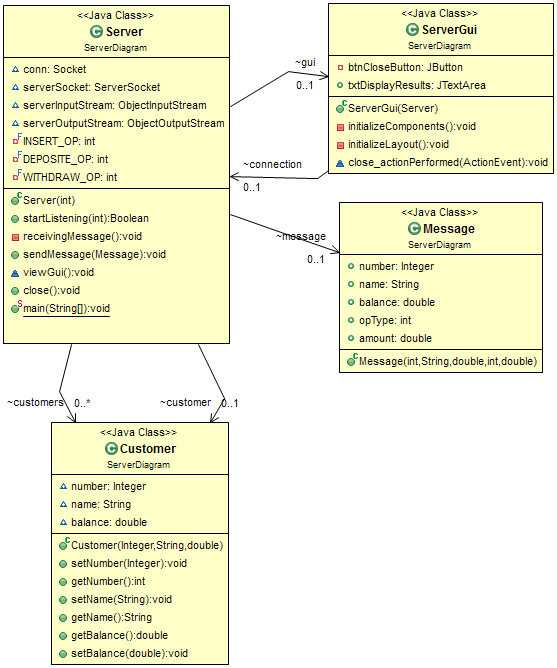 <<Java Class>>
Server
ServerDiagram
conn: Socket
serverSocket: ServerSocket
serverInputStream: ObjectInputStream
serverOutputStream: ObjectOutputStream
INSERT_OP: int
DEPOSITE_OP: int
WITHDRAW_OP: int
Server(int)
startListening(int):Boolean
receivingMessage():void
sendMessage(Message):void
viewGui():void
close():void
main(String[]):void
~gui
0..1
~connection
0..1
~message
0..1
<<Java Class>>
ServerGui
ServerDiagram
btnCloseButton: JButton
txtDisplayResults: JTextArea
ServerGui(Server)
initializeComponents():void
initializeLayout():void
close_actionPerformed(ActionEvent):void
<<Java Class>>
Message
ServerDiagram
number: Integer
name: String
balance: double
opType: int
amount: double
Message(int,String,double,int,double)
~customers 0..*
~customer 0..1
<<Java Class>>
Customer
ServerDiagram
number: Integer
name: String
balance: double
Customer(Integer,String,double)
setNumber(Integer):void
getNumber():int
setName(String):void
getName():String
getBalance():double
setBalance(double):void